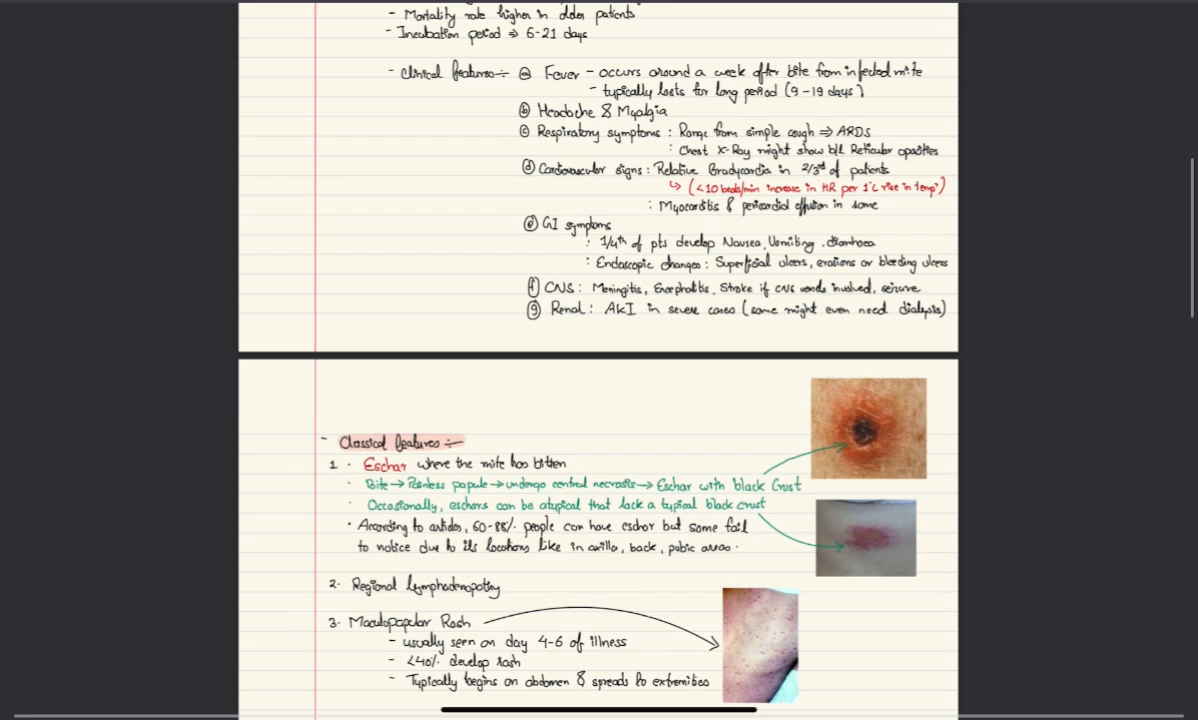 - Mortality rate higher in older patients
- Incubation period ⇒ 6-21 days
- Clinical features :- ⓐ Fever - occurs around a week after bite from infected mite
- typically lasts for long period (9-19 days)
ⓑ Headache & Myalgia
ⓒ Respiratory symptoms : Range from simple cough ⇒ ARDS
: Chest X-Ray might show b/l Reticular opacities
ⓓ Cardiovascular signs : Relative Bradycardia in 2/3rd of patients
↳ (<10 beats/min increase in HR per 1°C rise in temp°)
: Myocarditis & pericardial effusion in some
ⓔ GI symptoms
: 1/4th of pts develop Nausea, Vomiting, diarrhoea
: Endoscopic changes : Superficial ulcers, erosions or bleeding ulcers
ⓕ CNS : Meningitis, Encephalitis, Stroke if CNS involved, seizure
ⓖ Renal : AKI in severe cases (some might even need dialysis)
- Classical features :-
1. Eschar where the mite has bitten
· Bite → Painless papule → undergo central necrosis → Eschar with black Crust
· Occasionally, eschars can be atypical that lack a typical black crust
· According to articles, 60-88% people can have eschar but some fail
to notice due to its locations like in axilla, back, pubic areas.
2. Regional Lymphadenopathy
3. Maculopapular Rash
- usually seen on day 4-6 of illness
- <40% develop rash
- Typically begins on abdomen & spreads to extremities